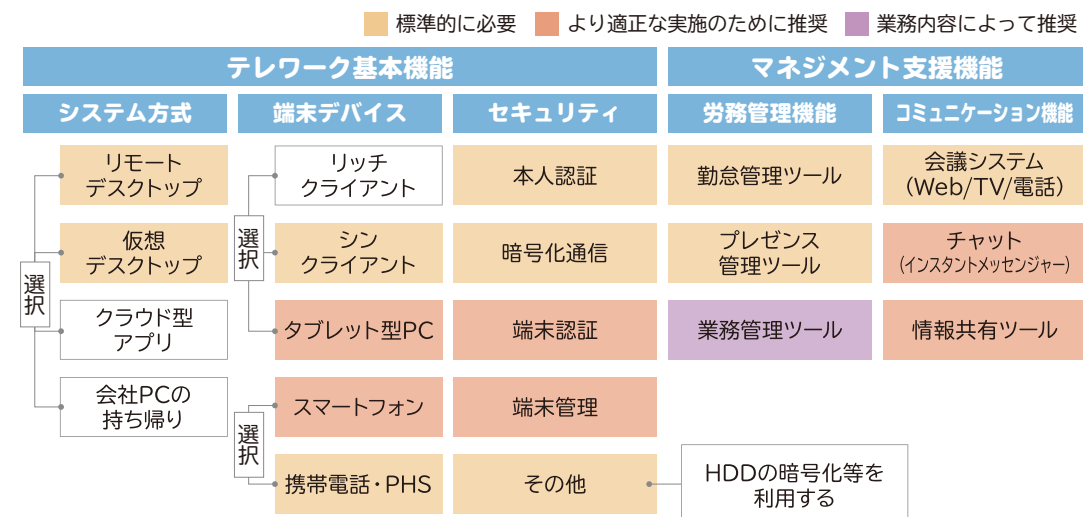 標準的に必要
より適正な実施のために推奨
業務内容によって推奨
テレワーク基本機能
マネジメント支援機能
システム方式
端末デバイス
セキュリティ
労務管理機能
コミュニケーション機能
選択
リモート
デスクトップ
仮想
デスクトップ
クラウド型
アプリ
会社PCの
持ち帰り
選択
リッチ
クライアント
シン
クライアント
タブレット型PC
選択
スマートフォン
携帯電話・PHS
本人認証
暗号化通信
端末認証
端末管理
その他
HDDの暗号化等を
利用する
勤怠管理ツール
プレゼンス
管理ツール
業務管理ツール
会議システム
（Web/TV/電話）
チャット
（インスタントメッセンジャー）
情報共有ツール